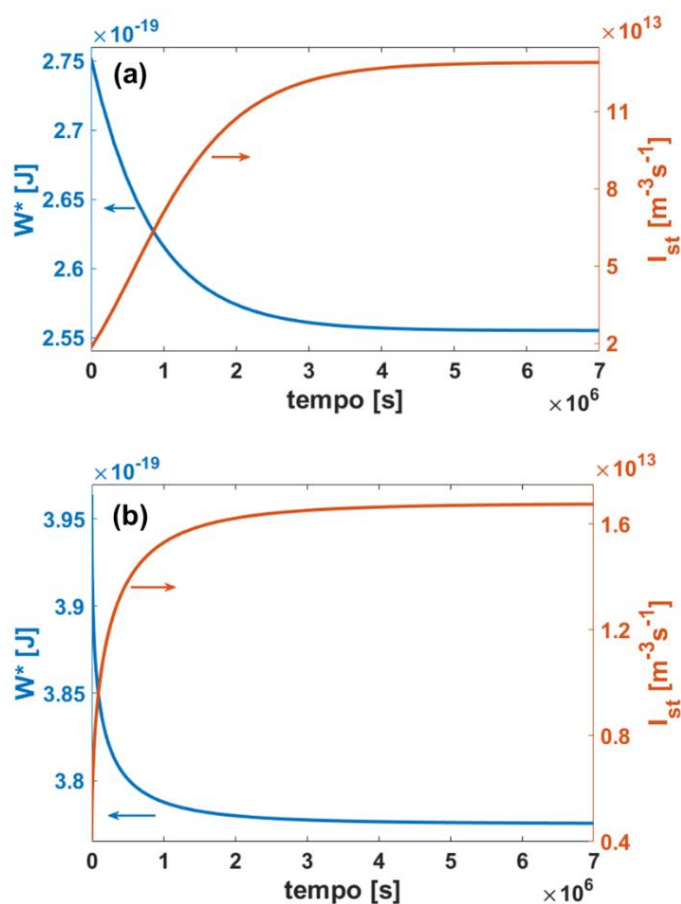 ×10⁻¹⁹
×10¹³
(a)
2.75
2.7
2.65
2.6
2.55
W* [J]
11
8
5
2
I_st [m⁻³s⁻¹]
0 1 2 3 4 5 6 7
tempo [s]
×10⁶
×10⁻¹⁹
×10¹³
(b)
3.95
3.9
3.85
3.8
W* [J]
1.6
1.2
0.8
0.4
I_st [m⁻³s⁻¹]
0 1 2 3 4 5 6 7
tempo [s]
×10⁶